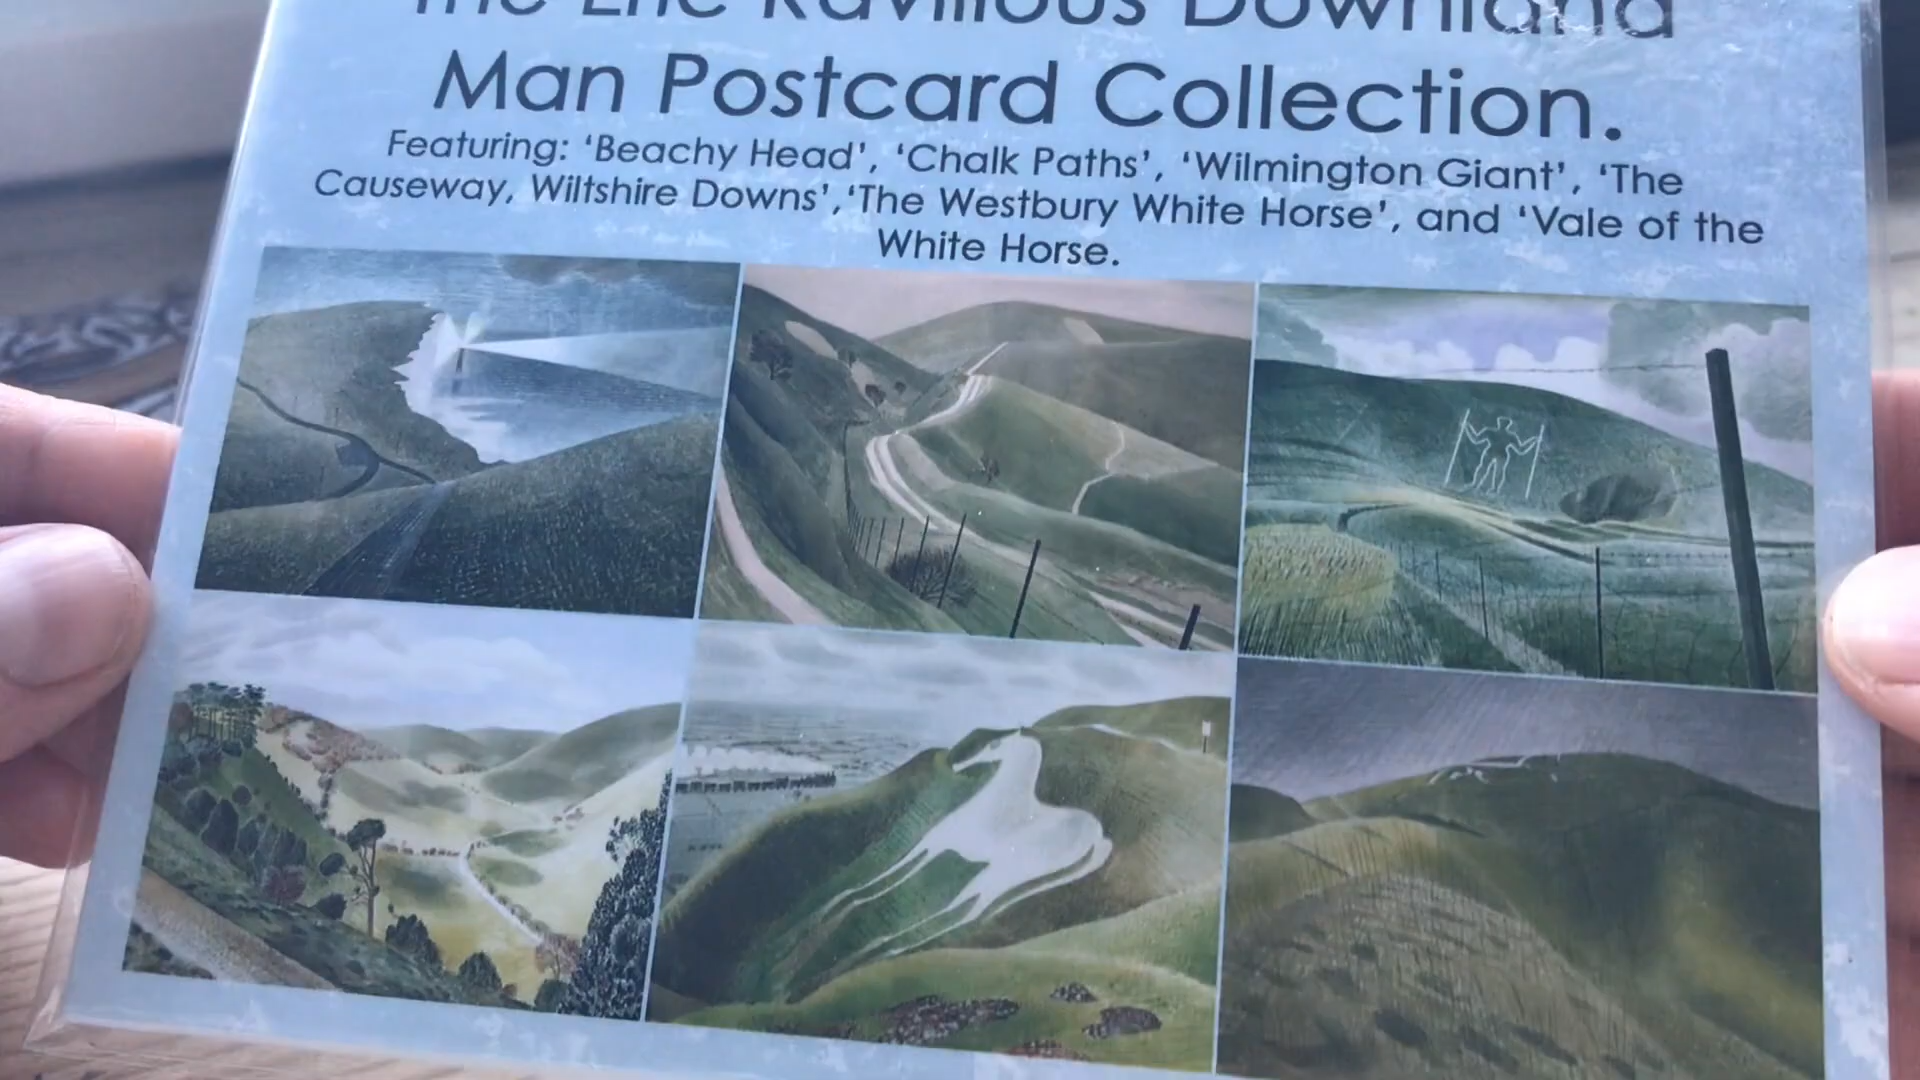 The Eric Ravilious Downland
Man Postcard Collection.
Featuring: ‘Beachy Head’, ‘Chalk Paths’, ‘Wilmington Giant’, ‘The
Causeway, Wiltshire Downs’,‘The Westbury White Horse’, and ‘Vale of the
White Horse.